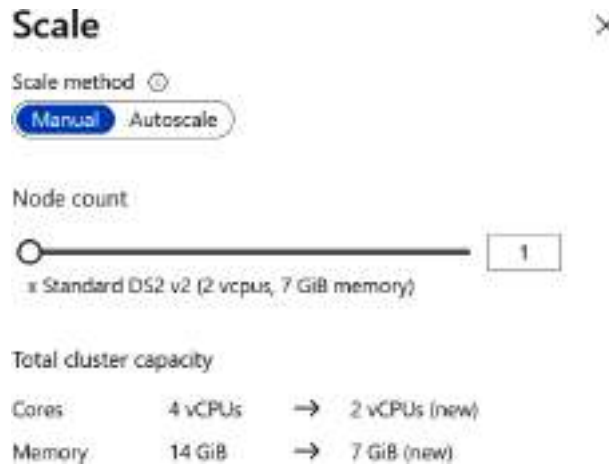 Scale
Scale method
Manual Autoscale
Node count
1
x Standard DS2 v2 (2 vcpus, 7 GiB memory)
Total cluster capacity
Cores 4 vCPUs → 2 vCPUs (new)
Memory 14 GiB → 7 GiB (new)